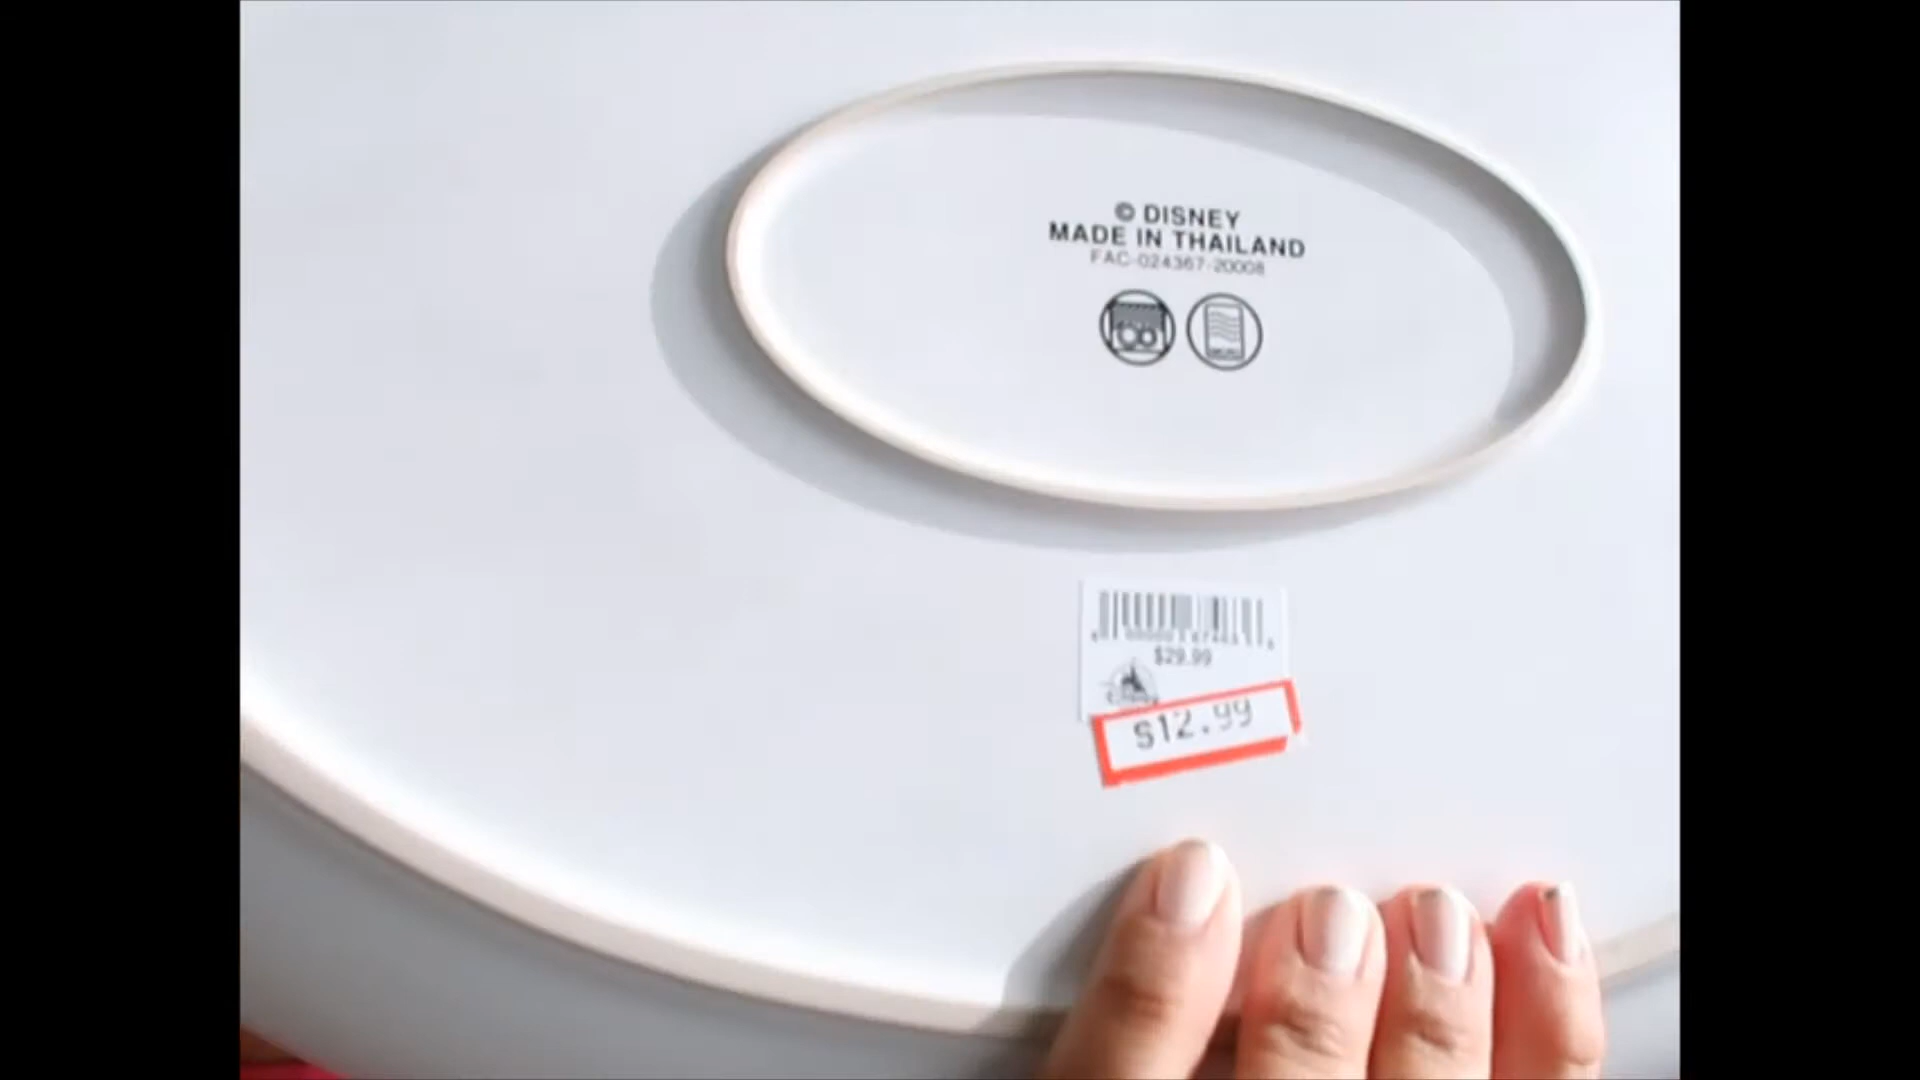 © DISNEY
MADE IN THAILAND
FAC-024367-20008
$29.99
$12.99